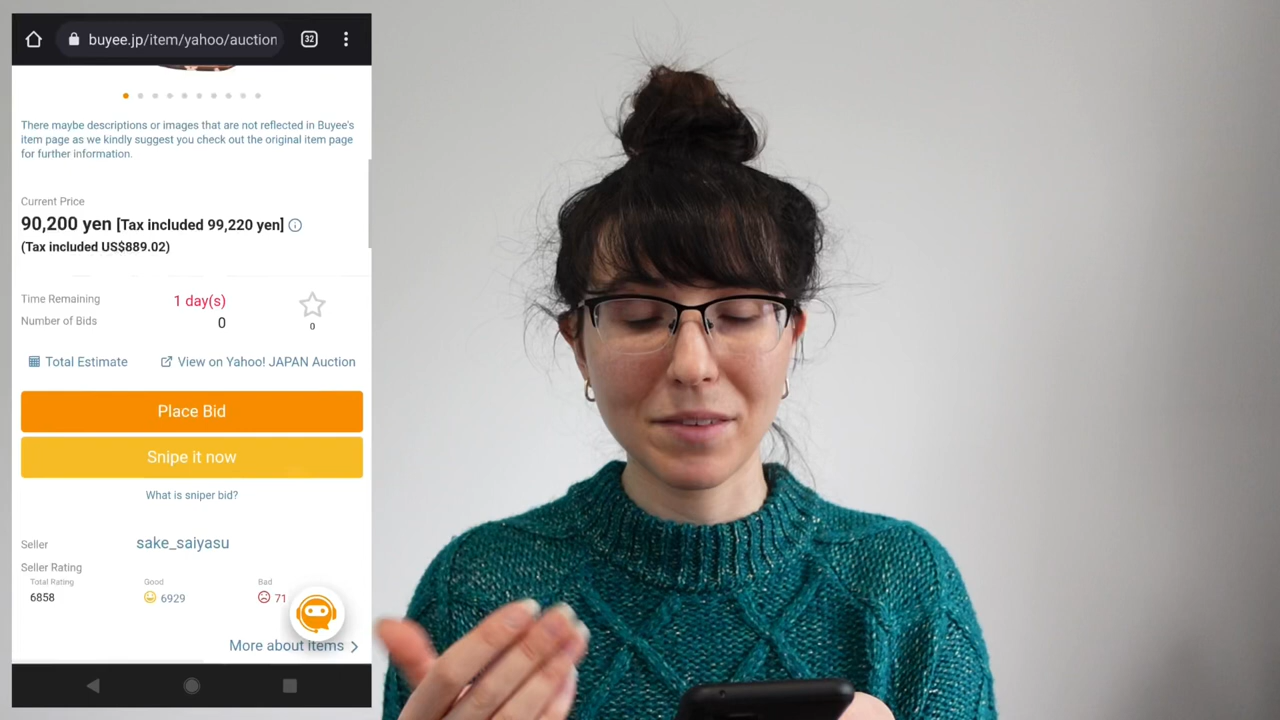 buyee.jp/item/yahoo/auction
32
There maybe descriptions or images that are not reflected in Buyee's
item page as we kindly suggest you check out the original item page
for further information.
Current Price
90,200 yen [Tax included 99,220 yen]
(Tax included US$889.02)
Time Remaining 1 day(s)
Number of Bids 0
0
Total Estimate View on Yahoo! JAPAN Auction
Place Bid
Snipe it now
What is sniper bid?
Seller sake_saiyasu
Seller Rating
Total Rating Good Bad
6858 6929 71
More about items